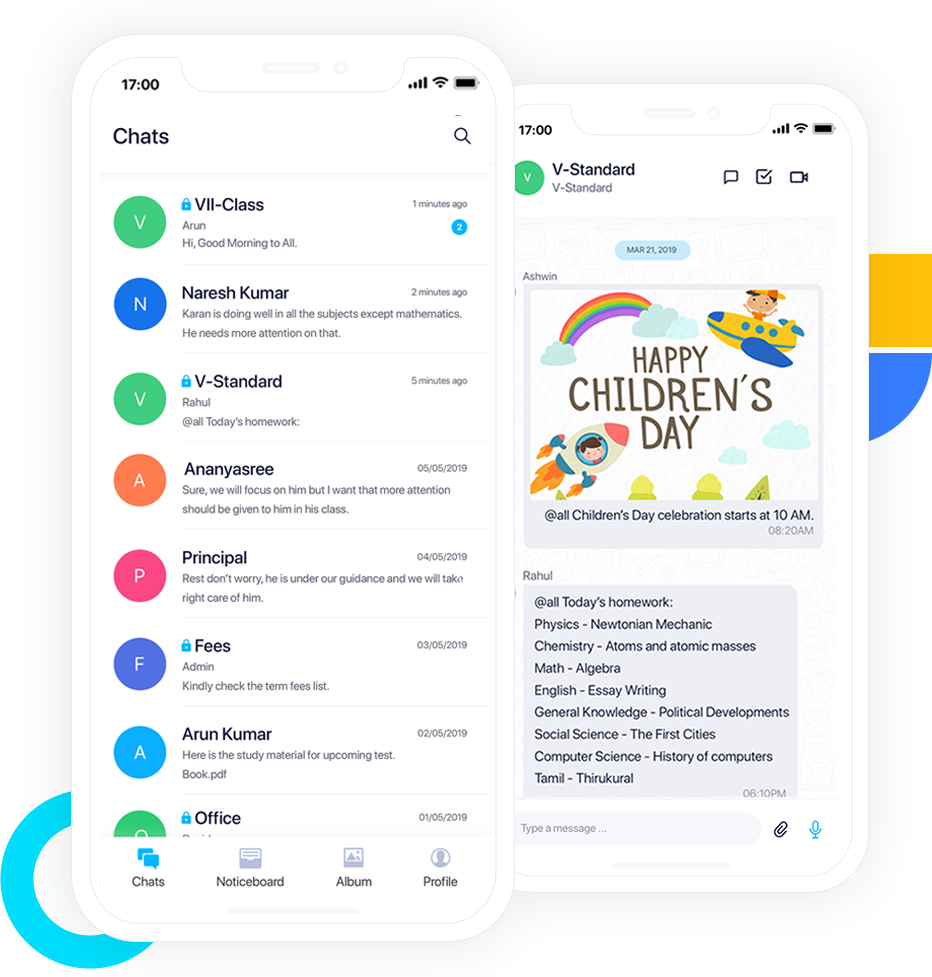 17:00
Chats
V
VII-Class
1 minutes ago
Arun
2
Hi, Good Morning to All.
N
Naresh Kumar
2 minutes ago
Karan is doing well in all the subjects except mathematics.
He needs more attention on that.
V
V-Standard
5 minutes ago
Rahul
@all Today's homework:
A
Ananyasree
05/05/2019
Sure, we will focus on him but I want that more attention
should be given to him in his class.
P
Principal
04/05/2019
Rest don't worry, he is under our guidance and we will take
right care of him.
F
Fees
03/05/2019
Admin
Kindly check the term fees list.
A
Arun Kumar
02/05/2019
Here is the study material for upcoming test.
Book.pdf
O
Office
01/05/2019
Chats
Noticeboard
Album
Profile
17:00
V
V-Standard
V-Standard
MAR 21, 2019
Ashwin
HAPPY
CHILDREN'S
DAY
@all Children's Day celebration starts at 10 AM.
08:20AM
Rahul
@all Today's homework:
Physics - Newtonian Mechanic
Chemistry - Atoms and atomic masses
Math - Algebra
English - Essay Writing
General Knowledge - Political Developments
Social Science - The First Cities
Computer Science - History of computers
Tamil - Thirukural
06:10PM
Type a message ...